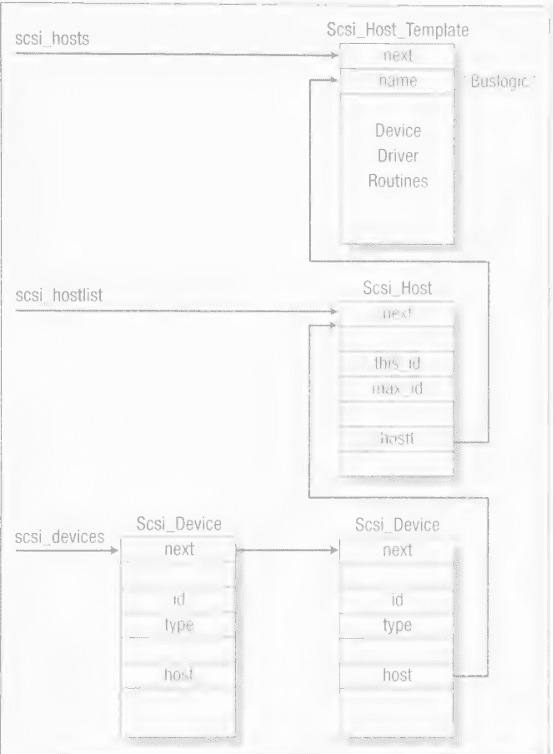 Scsi_Host_Template
scsi_hosts
next
name
'Buslogic'
Device
Driver
Routines
Scsi_Host
scsi_hostlist
next
this_id
max_id
hostt
Scsi_Device
Scsi_Device
scsi_devices
next
next
id
id
type
type
host
host